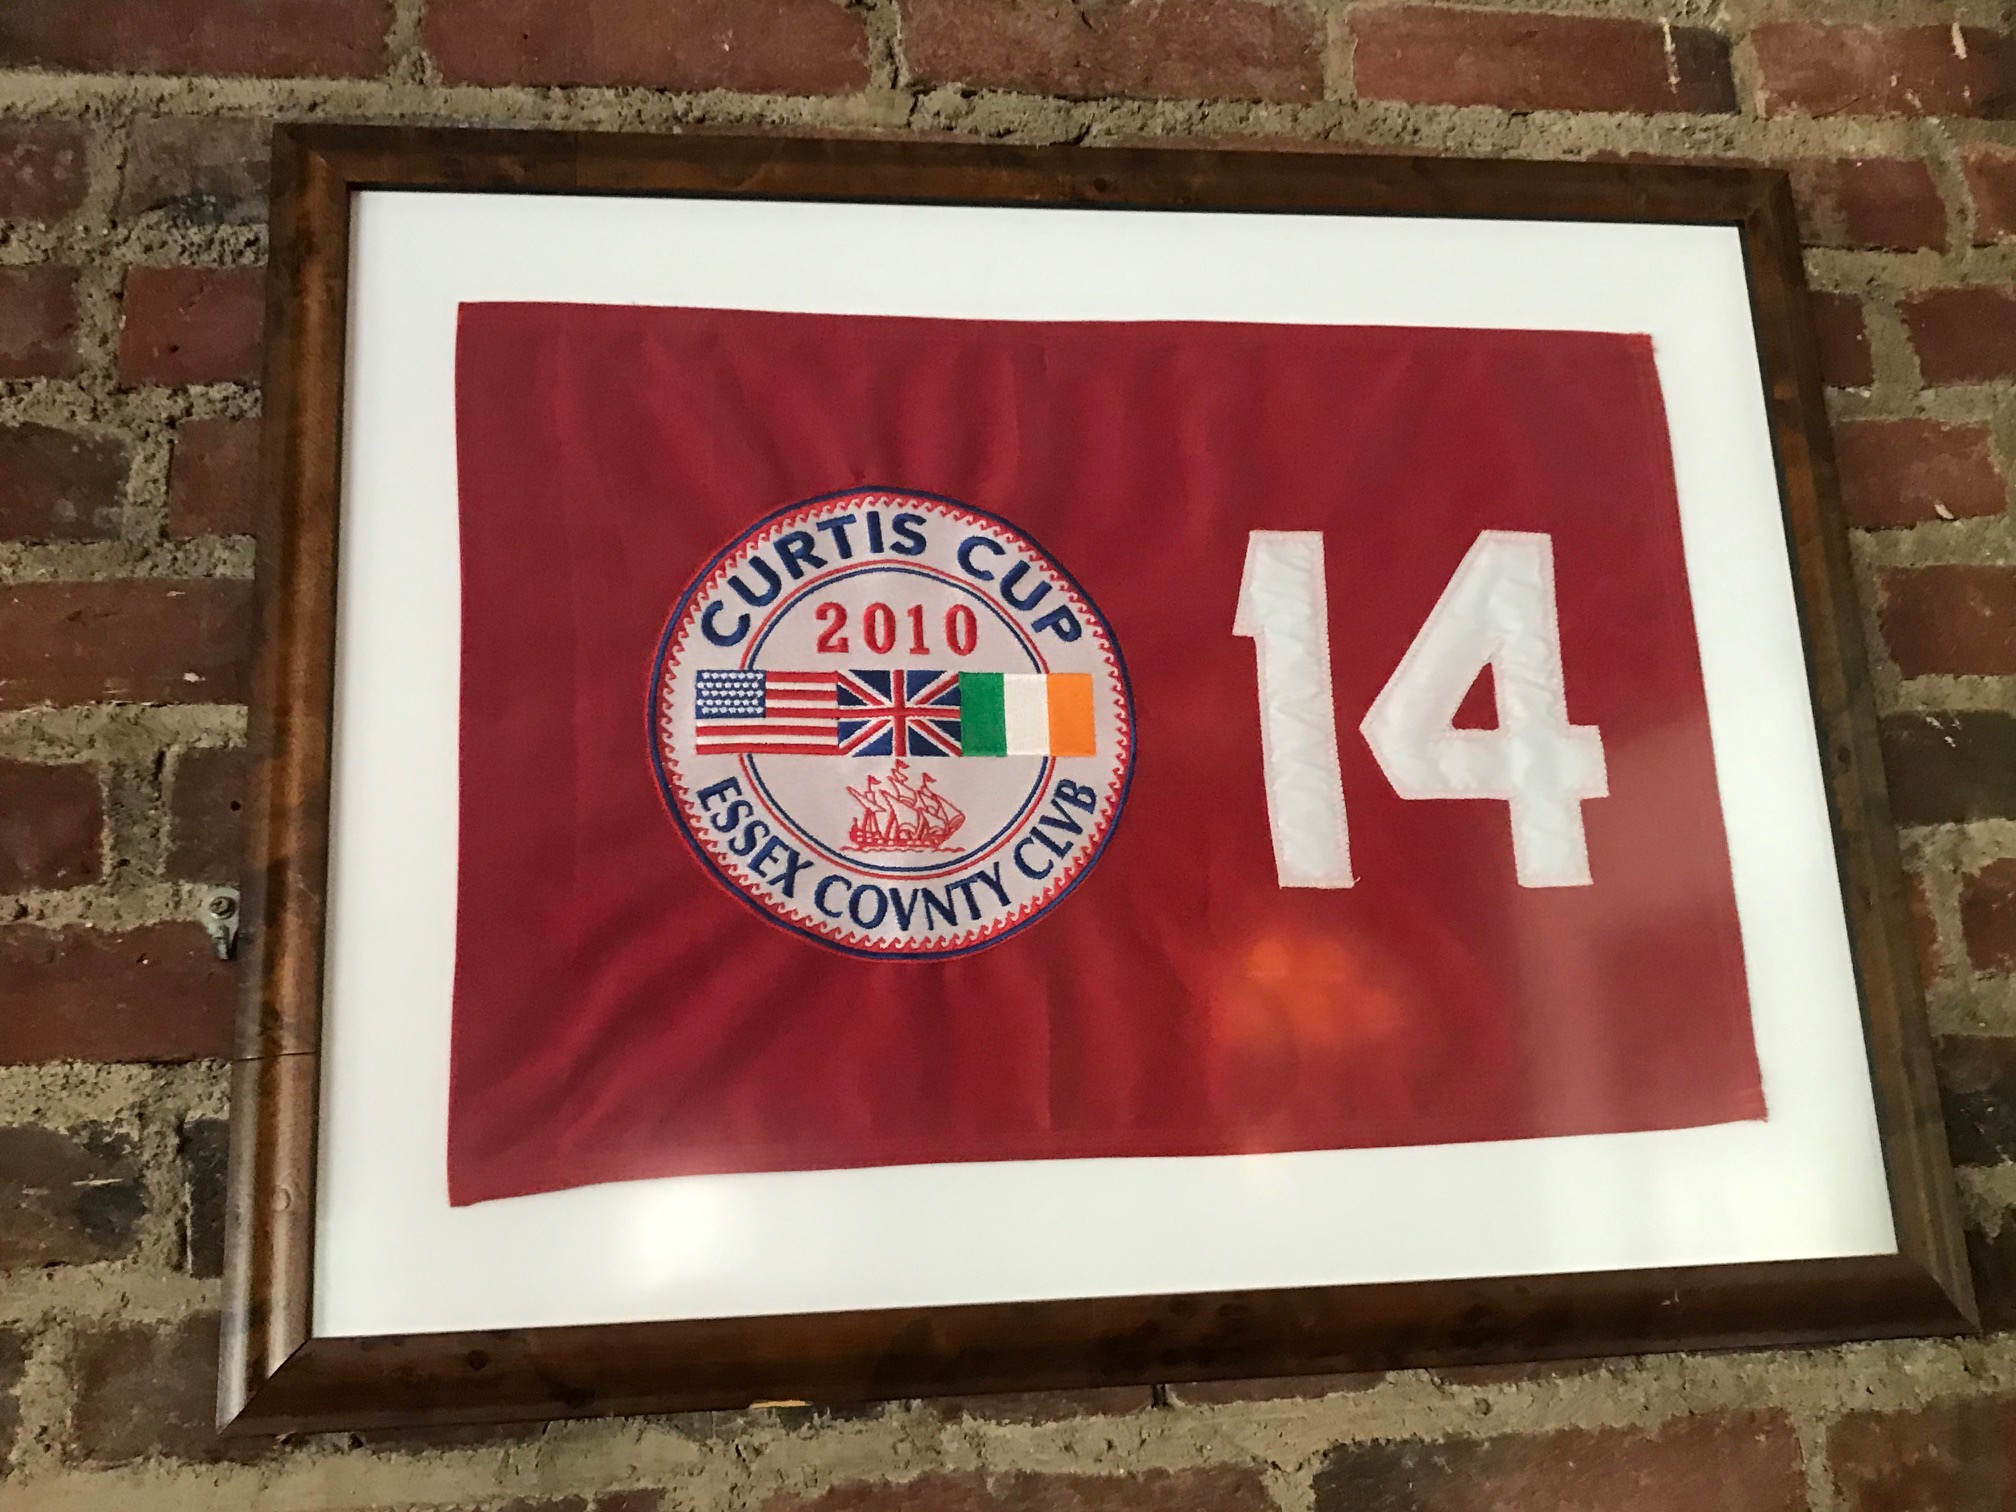 CURTIS CUP
2010
ESSEX COVNTY CLVB
14